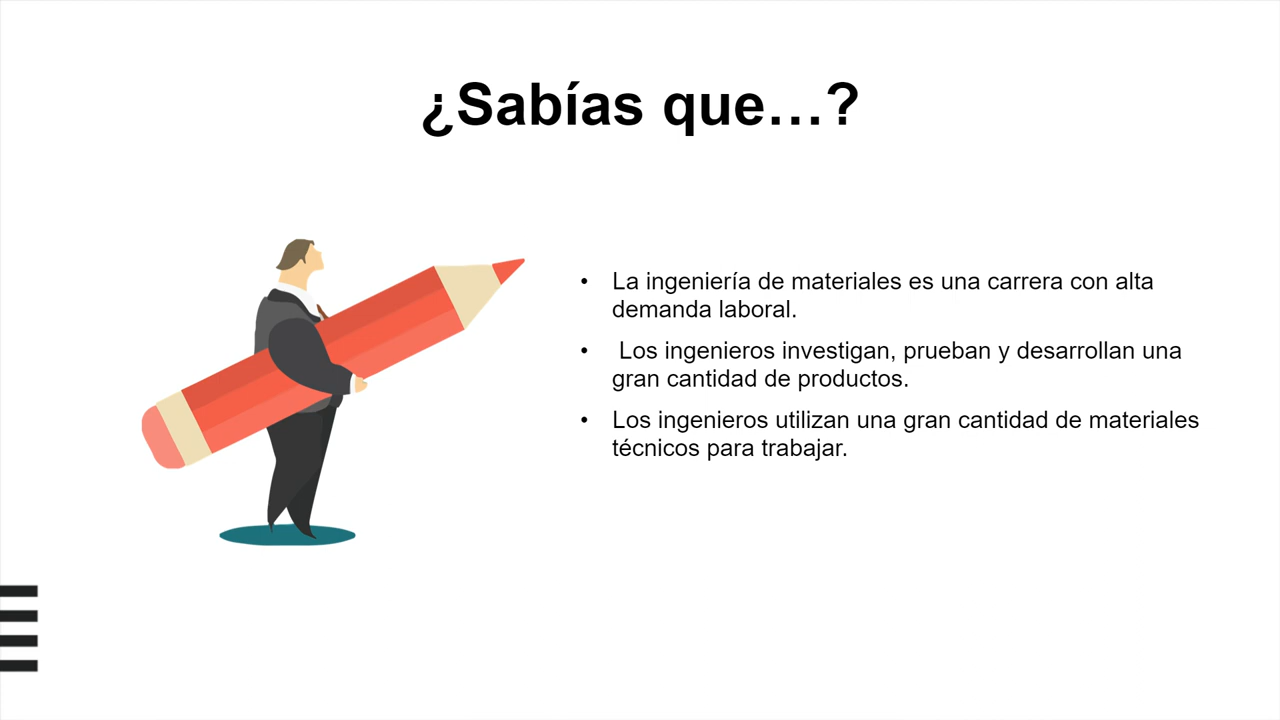 ¿Sabías que…?
• La ingeniería de materiales es una carrera con alta
demanda laboral.
• Los ingenieros investigan, prueban y desarrollan una
gran cantidad de productos.
• Los ingenieros utilizan una gran cantidad de materiales
técnicos para trabajar.